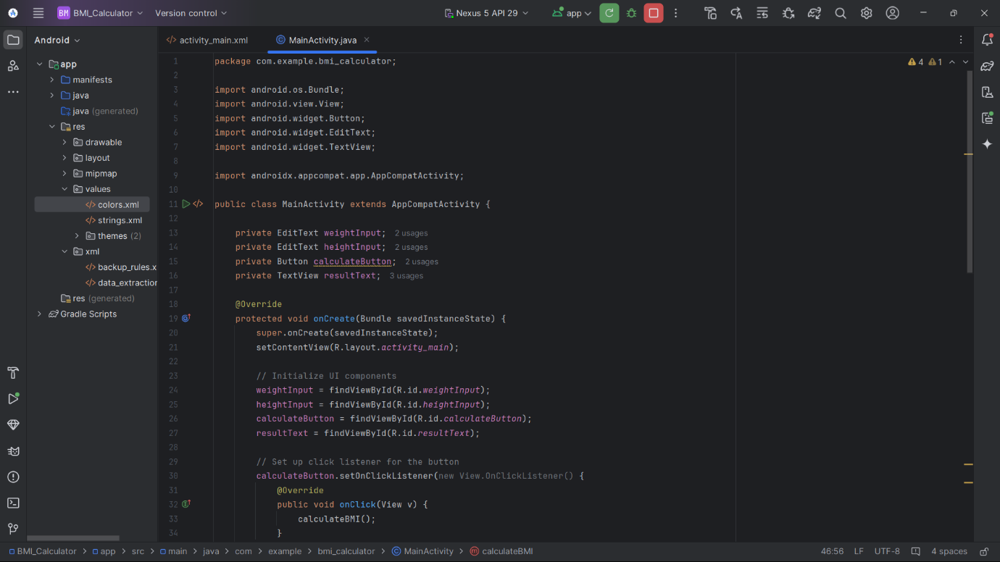 BM BMI_Calculator Version control Nexus 5 API 29 app
Android
activity_main.xml MainActivity.java
4 1
app
manifests
java
java (generated)
res
drawable
layout
mipmap
values
colors.xml
strings.xml
themes (2)
xml
backup_rules.x
data_extraction
res (generated)
Gradle Scripts
1 package com.example.bmi_calculator;
2
3 import android.os.Bundle;
4 import android.view.View;
5 import android.widget.Button;
6 import android.widget.EditText;
7 import android.widget.TextView;
8
9 import androidx.appcompat.app.AppCompatActivity;
10
11 public class MainActivity extends AppCompatActivity {
12
13 private EditText weightInput; 2 usages
14 private EditText heightInput; 2 usages
15 private Button calculateButton; 2 usages
16 private TextView resultText; 3 usages
17
18 @Override
19 protected void onCreate(Bundle savedInstanceState) {
20 super.onCreate(savedInstanceState);
21 setContentView(R.layout.activity_main);
22
23 // Initialize UI components
24 weightInput = findViewById(R.id.weightInput);
25 heightInput = findViewById(R.id.heightInput);
26 calculateButton = findViewById(R.id.calculateButton);
27 resultText = findViewById(R.id.resultText);
28
29 // Set up click listener for the button
30 calculateButton.setOnClickListener(new View.OnClickListener() {
31 @Override
32 public void onClick(View v) {
33 calculateBMI();
34 }
BMI_Calculator > app > src > main > java > com > example > bmi_calculator > MainActivity > calculateBMI 46:56 LF UTF-8 4 spaces